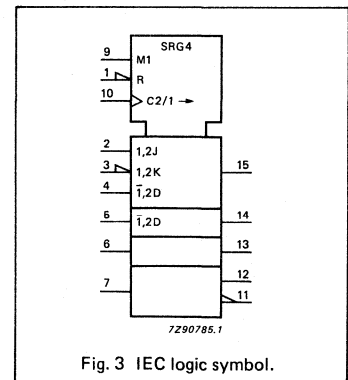 SRG4
9 M1
1 R
10 C2/1 →
2 1,2J
3 1,2K 15
4 1̅,2D
5 1̅,2D 14
6 13
12
7
11
7Z90785.1
Fig. 3 IEC logic symbol.